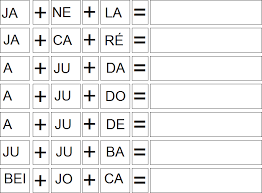 JA + NE + LA =
JA + CA + RÉ =
A + JU + DA =
A + JU + DO =
A + JU + DE =
JU + JU + BA =
BEI + JO + CA =